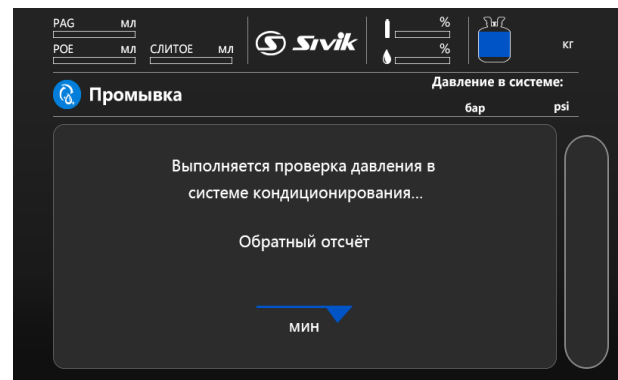 PAG мл
POE мл СЛИТОЕ мл
Sivik
%
%
кг
Промывка
Давление в системе:
бар psi
Выполняется проверка давления в
системе кондиционирования...
Обратный отсчёт
мин